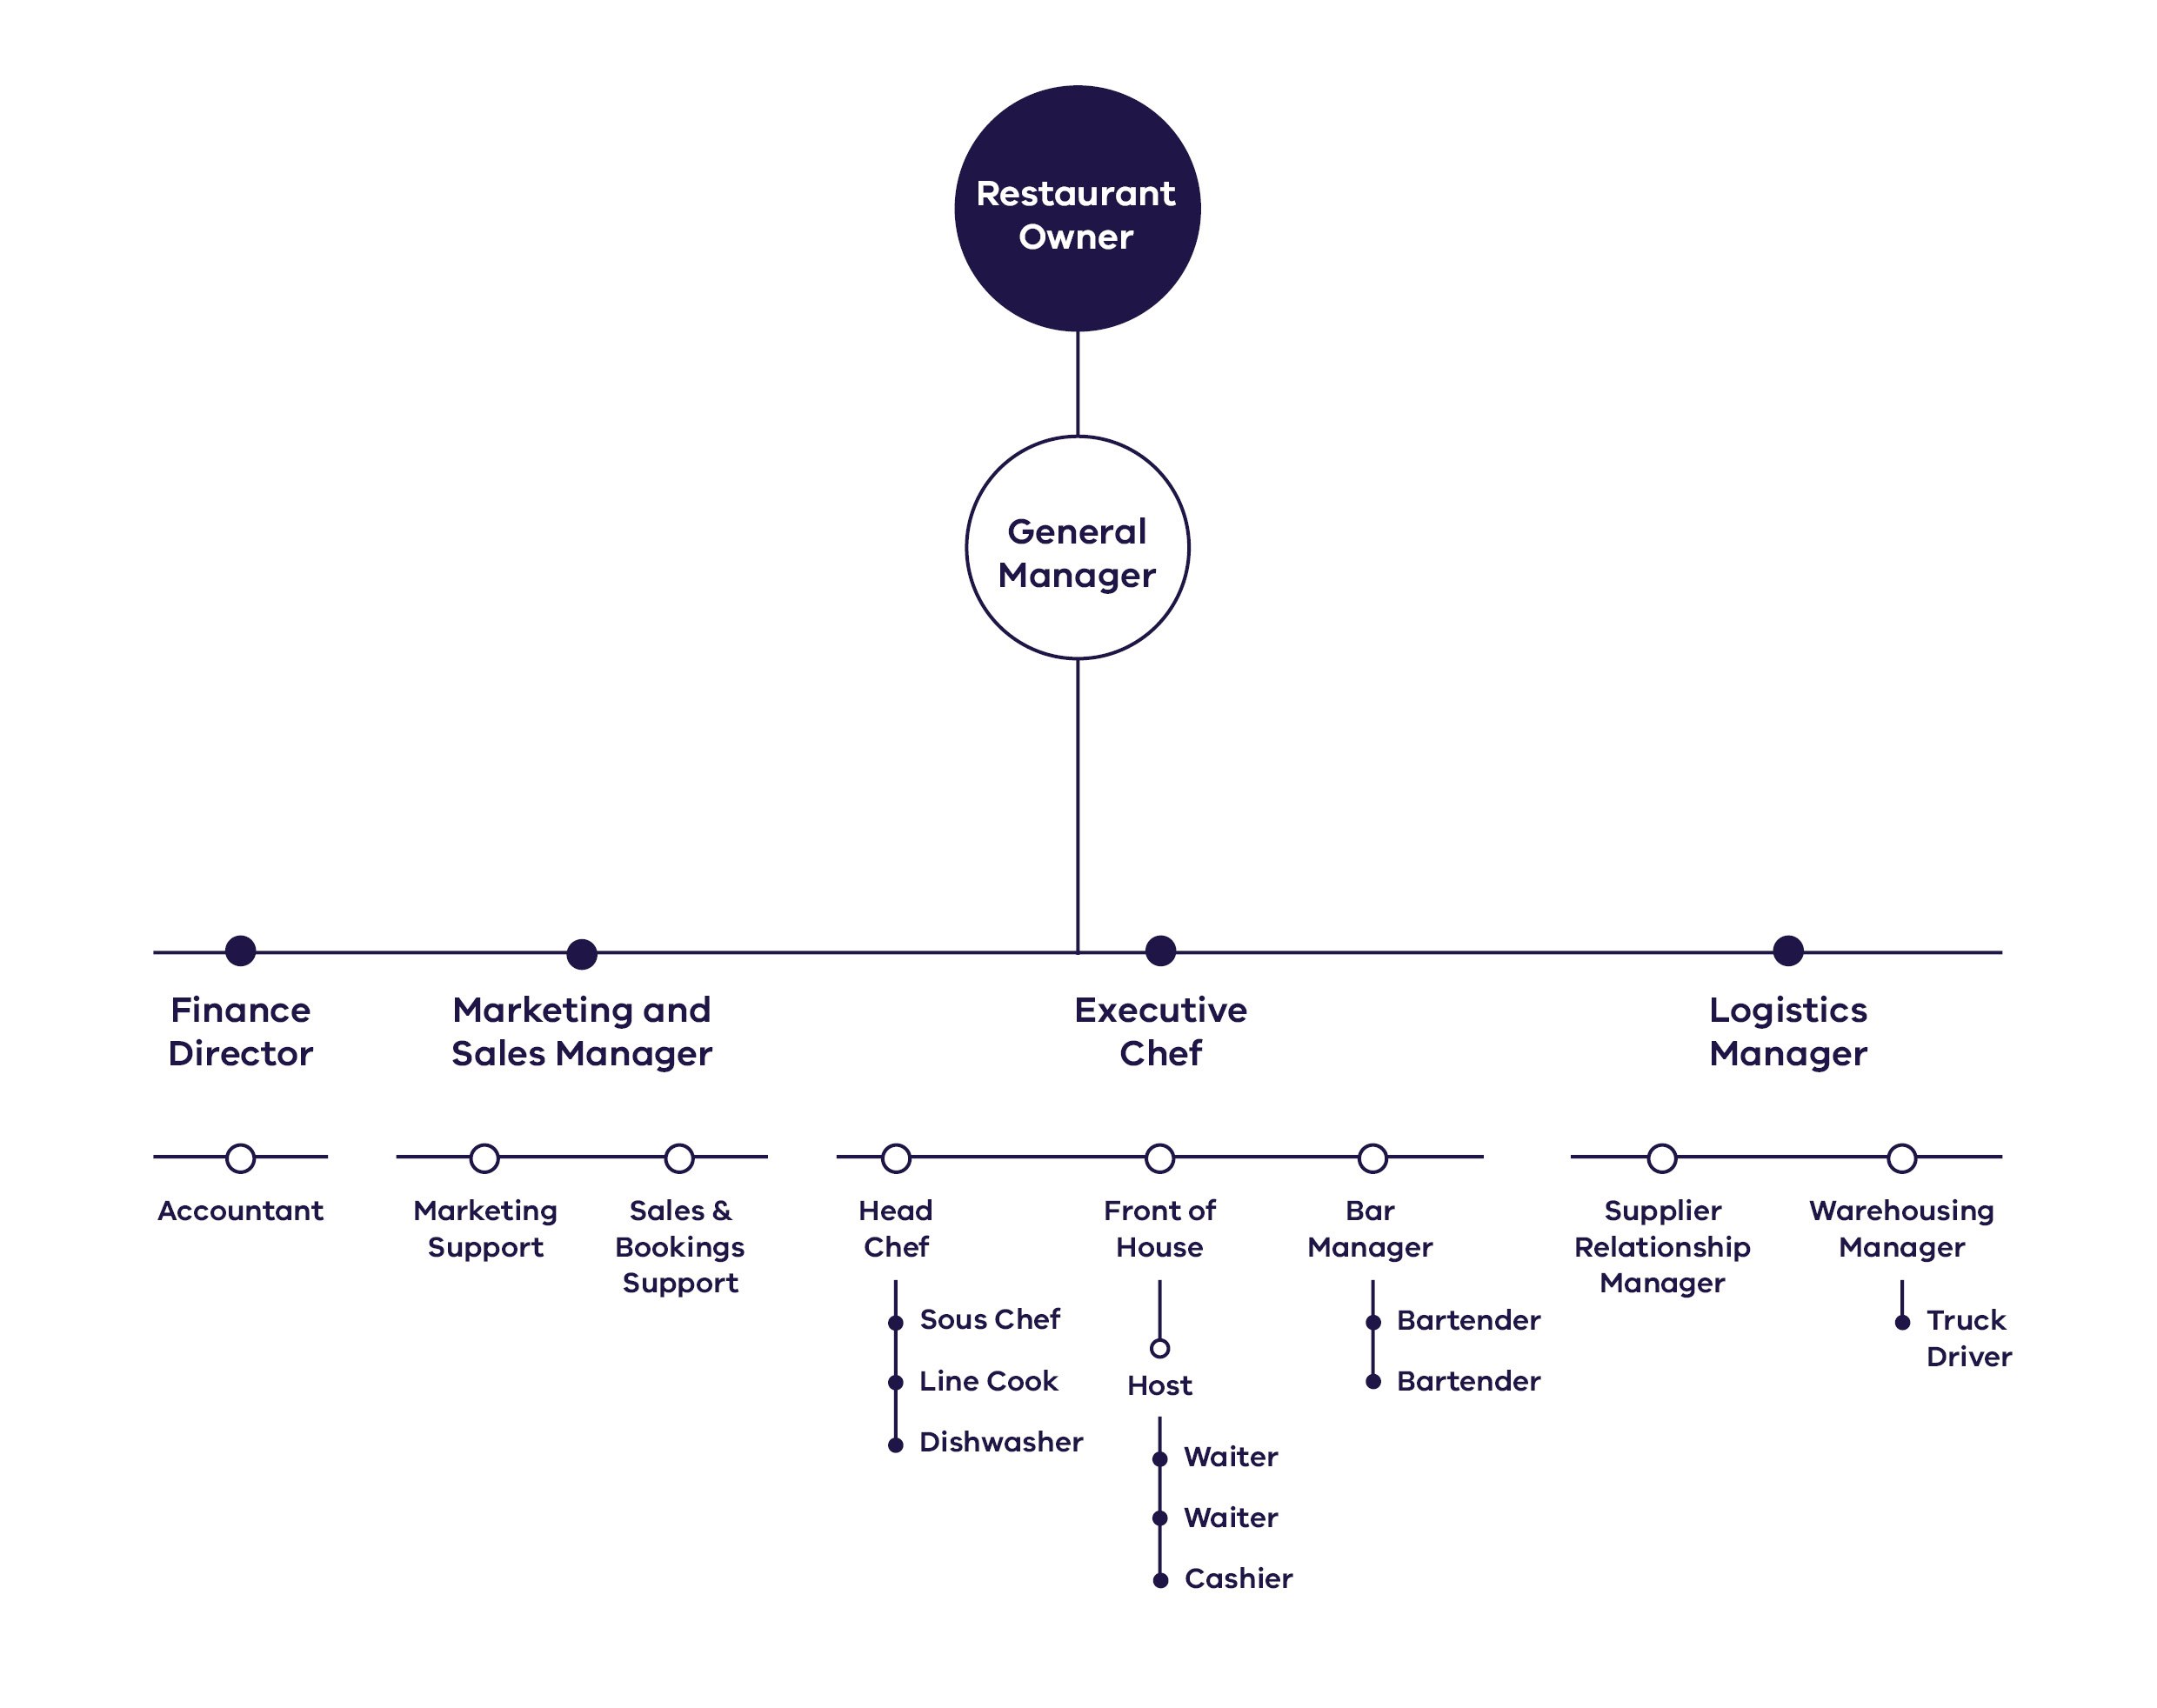 Restaurant
Owner
General
Manager
Finance
Director
Marketing and
Sales Manager
Executive
Chef
Logistics
Manager
Accountant
Marketing
Support
Sales &
Bookings
Support
Head
Chef
Sous Chef
Line Cook
Dishwasher
Front of
House
Host
Waiter
Waiter
Cashier
Bar
Manager
Bartender
Bartender
Supplier
Relationship
Manager
Warehousing
Manager
Truck
Driver